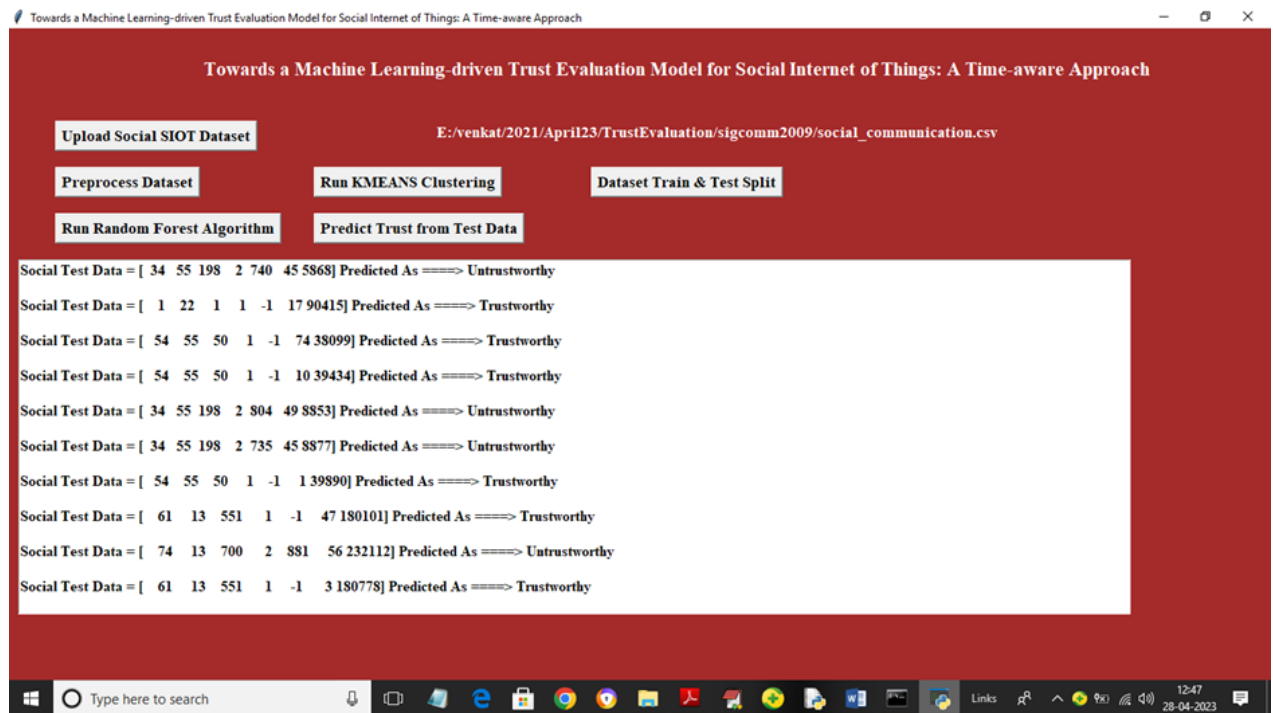 Towards a Machine Learning-driven Trust Evaluation Model for Social Internet of Things: A Time-aware Approach
Towards a Machine Learning-driven Trust Evaluation Model for Social Internet of Things: A Time-aware Approach
Upload Social SIOT Dataset E:/venkat/2021/April23/TrustEvaluation/sigcomm2009/social_communication.csv
Preprocess Dataset Run KMEANS Clustering Dataset Train & Test Split
Run Random Forest Algorithm Predict Trust from Test Data
Social Test Data = [ 34 55 198 2 740 45 5868] Predicted As ====> Untrustworthy
Social Test Data = [ 1 22 1 1 -1 17 90415] Predicted As ====> Trustworthy
Social Test Data = [ 54 55 50 1 -1 74 38099] Predicted As ====> Trustworthy
Social Test Data = [ 54 55 50 1 -1 10 39434] Predicted As ====> Trustworthy
Social Test Data = [ 34 55 198 2 804 49 8853] Predicted As ====> Untrustworthy
Social Test Data = [ 34 55 198 2 735 45 8877] Predicted As ====> Untrustworthy
Social Test Data = [ 54 55 50 1 -1 1 39890] Predicted As ====> Trustworthy
Social Test Data = [ 61 13 551 1 -1 47 180101] Predicted As ====> Trustworthy
Social Test Data = [ 74 13 700 2 881 56 232112] Predicted As ====> Untrustworthy
Social Test Data = [ 61 13 551 1 -1 3 180778] Predicted As ====> Trustworthy
Type here to search Links 12:47
28-04-2023